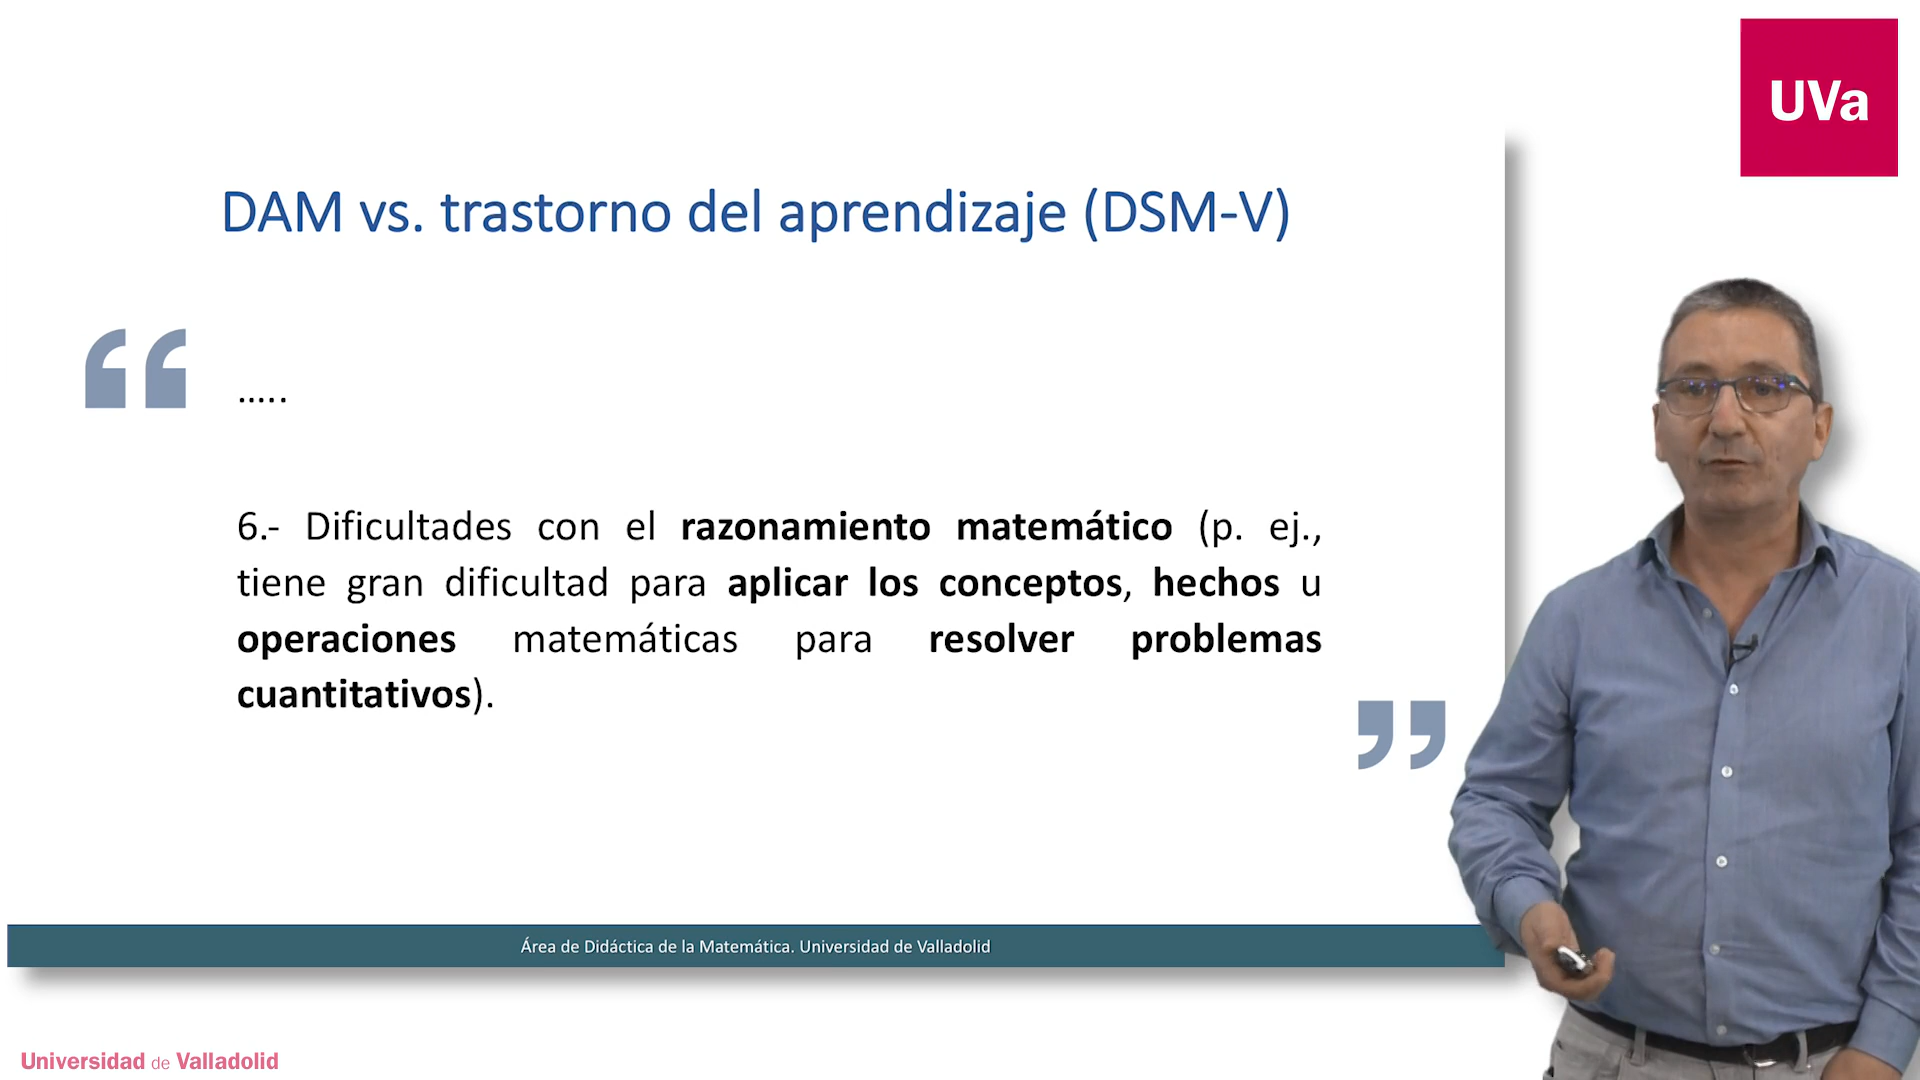 UVa
DAM vs. trastorno del aprendizaje (DSM-V)
“
.....
6.- Dificultades con el razonamiento matemático (p. ej.,
tiene gran dificultad para aplicar los conceptos, hechos u
operaciones matemáticas para resolver problemas
cuantitativos).
”
Área de Didáctica de la Matemática. Universidad de Valladolid
Universidad de Valladolid